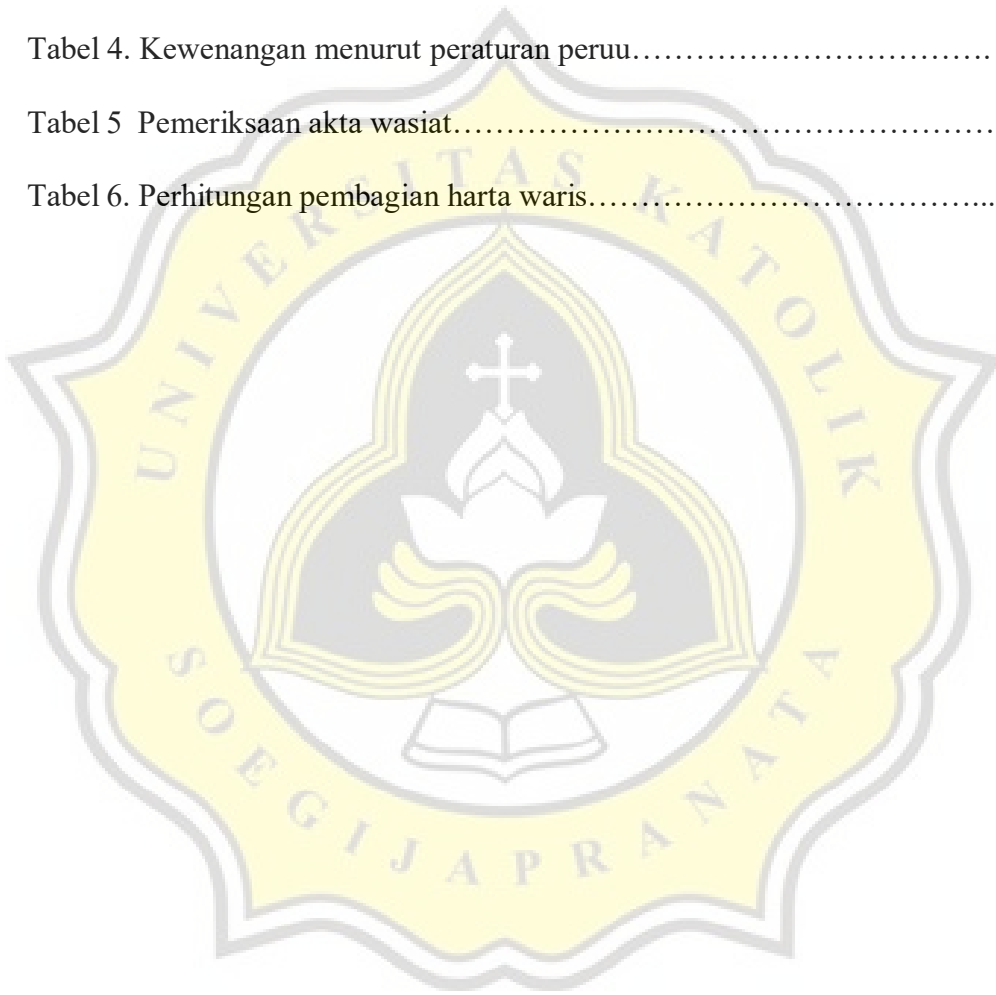 Tabel 4. Kewenangan menurut peraturan peruu…………………………….
Tabel 5  Pemeriksaan akta wasiat……………………………………………
Tabel 6. Perhitungan pembagian harta waris………………………………...
UNIVERSITAS KATOLIK
SOEGIJAPRANATA